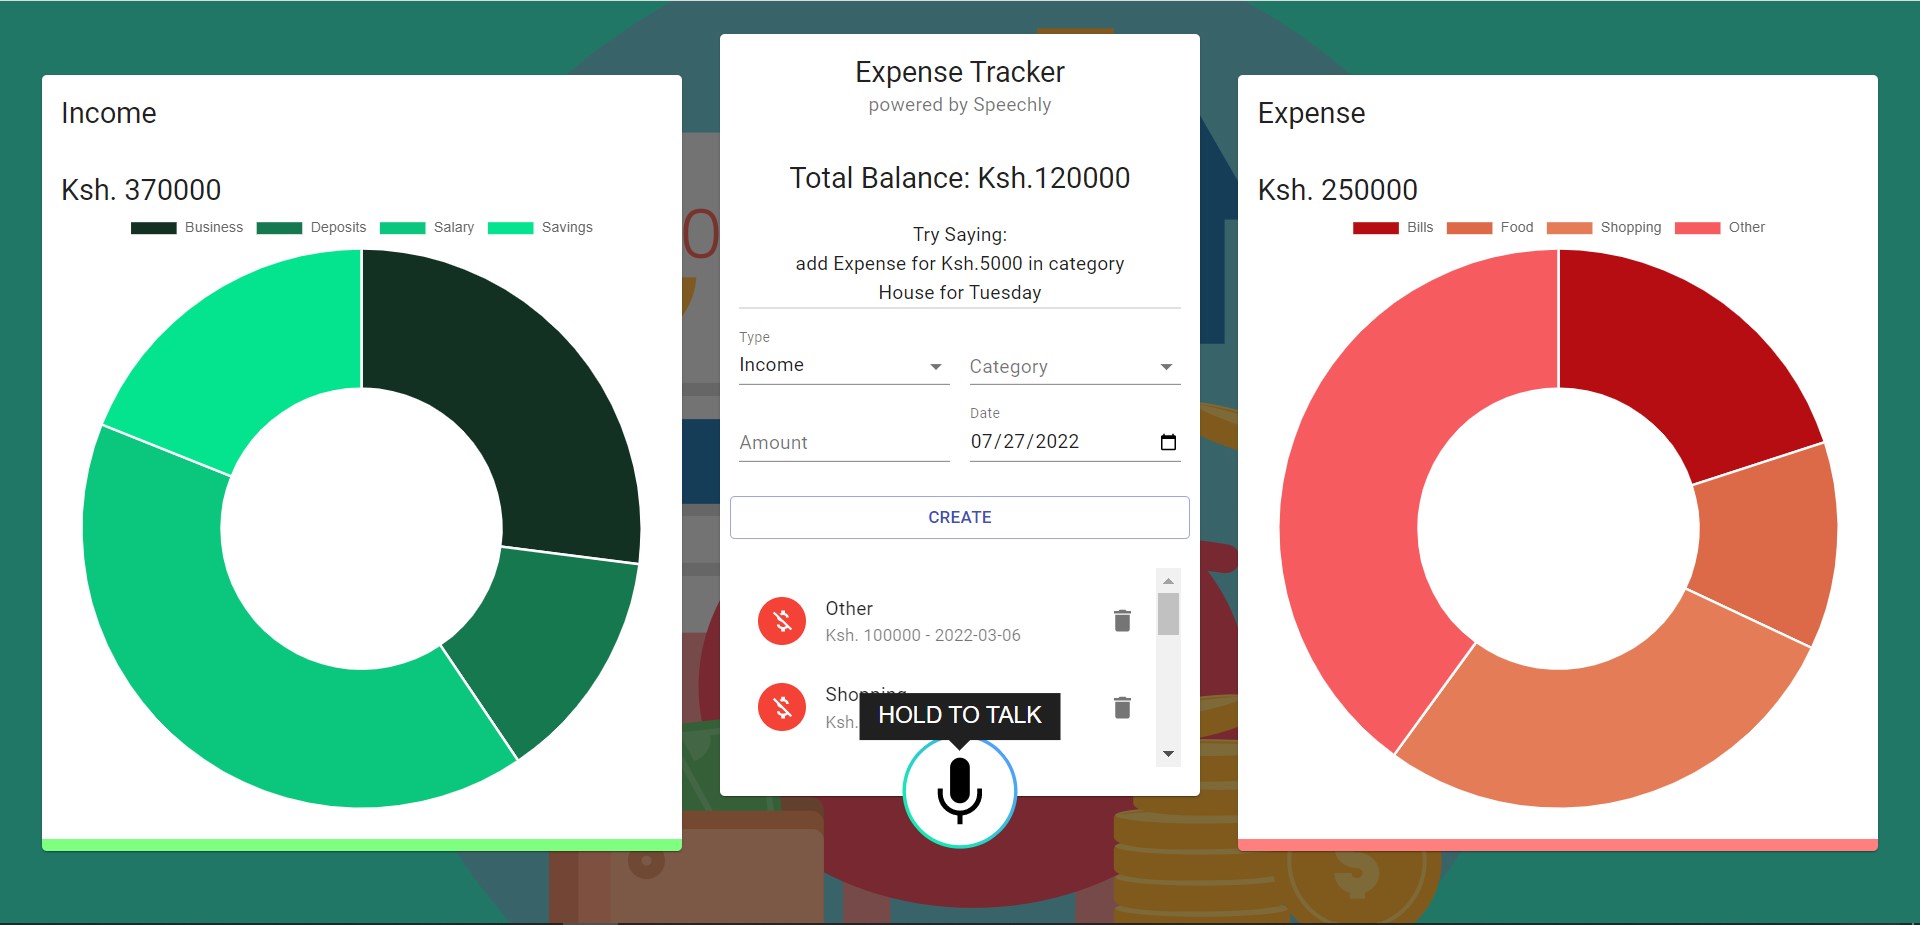 Income
Ksh. 370000
Business Deposits Salary Savings
Expense Tracker
powered by Speechly
Total Balance: Ksh.120000
Try Saying:
add Expense for Ksh.5000 in category
House for Tuesday
Type
Income
Category
Amount
Date
07/27/2022
CREATE
Other
Ksh. 100000 - 2022-03-06
Shopping
Ksh.
HOLD TO TALK
Expense
Ksh. 250000
Bills Food Shopping Other